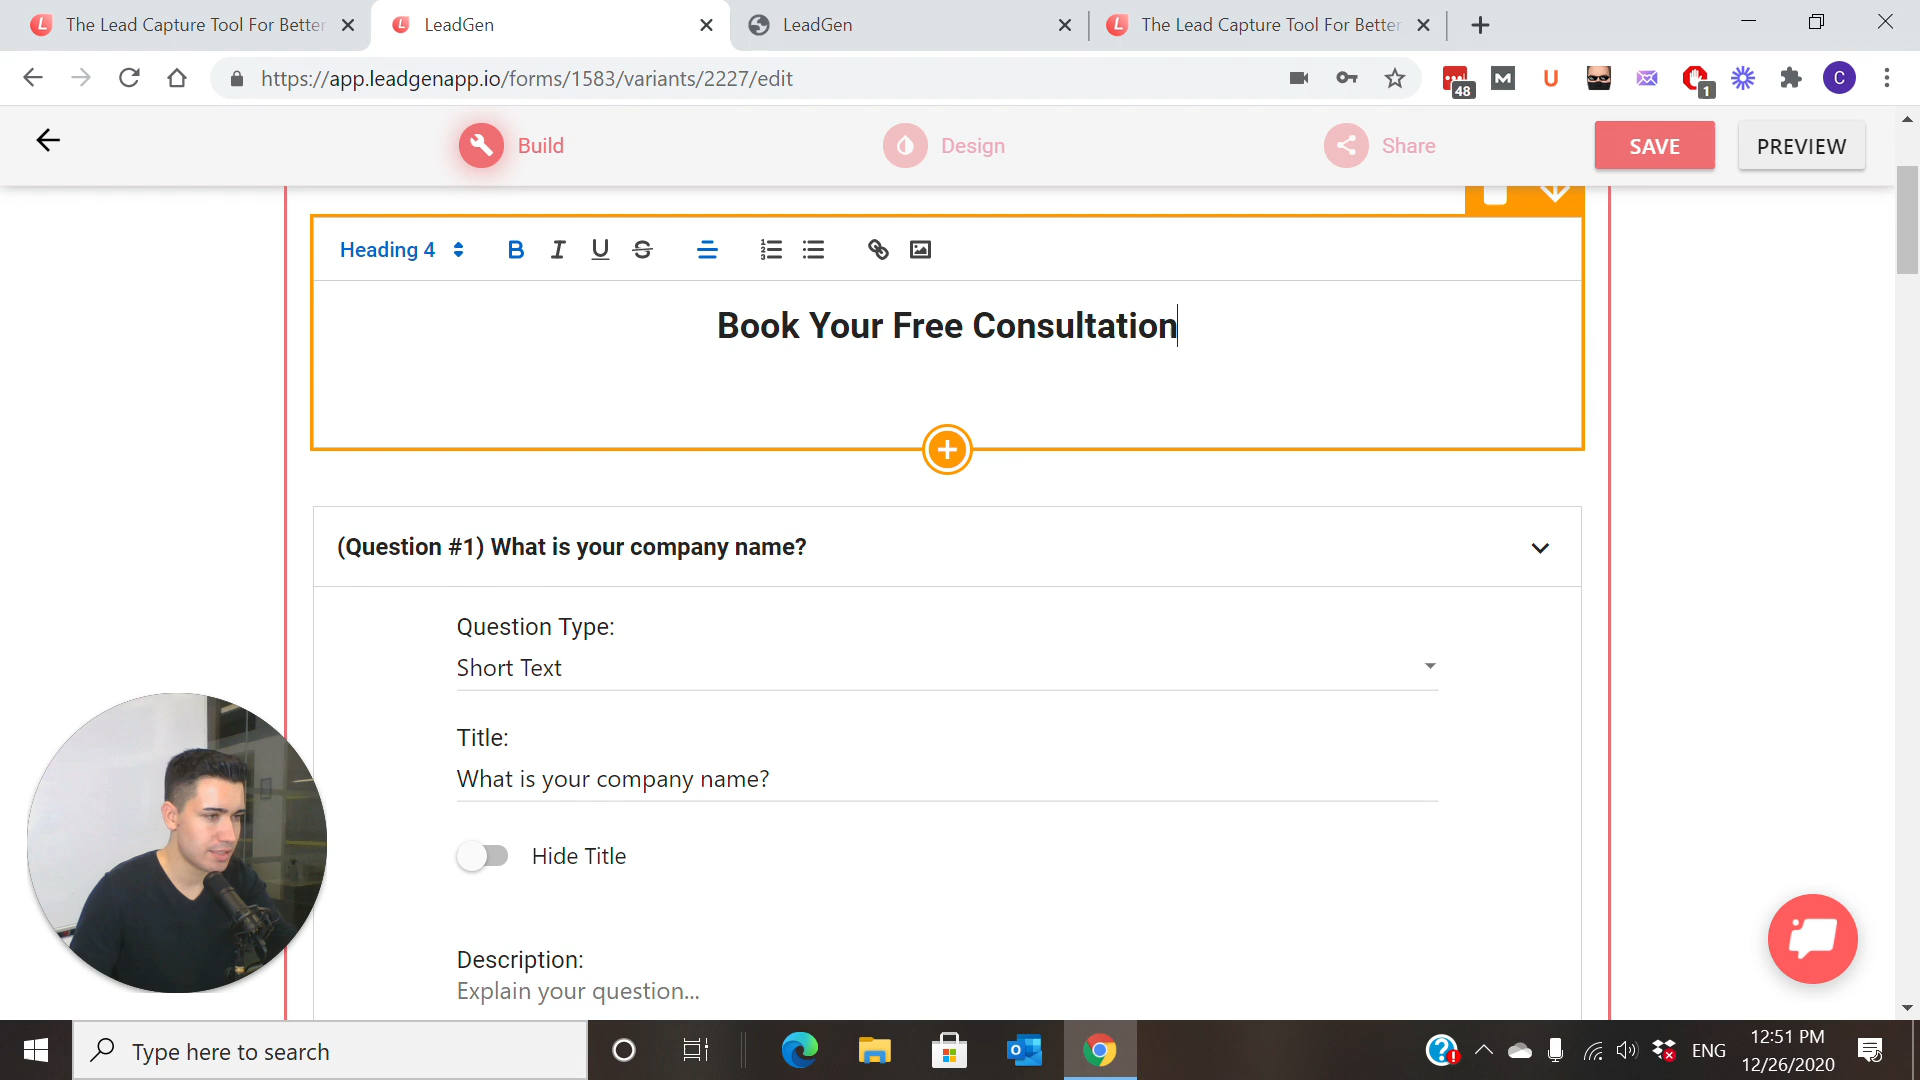 The Lead Capture Tool For Better
LeadGen
LeadGen
The Lead Capture Tool For Better
https://app.leadgenapp.io/forms/1583/variants/2227/edit
48
M
U
1
C
Build
Design
Share
SAVE
PREVIEW
Heading 4
B I U S
Book Your Free Consultation
(Question #1) What is your company name?
Question Type:
Short Text
Title:
What is your company name?
Hide Title
Description:
Explain your question...
Type here to search
ENG
12:51 PM
12/26/2020